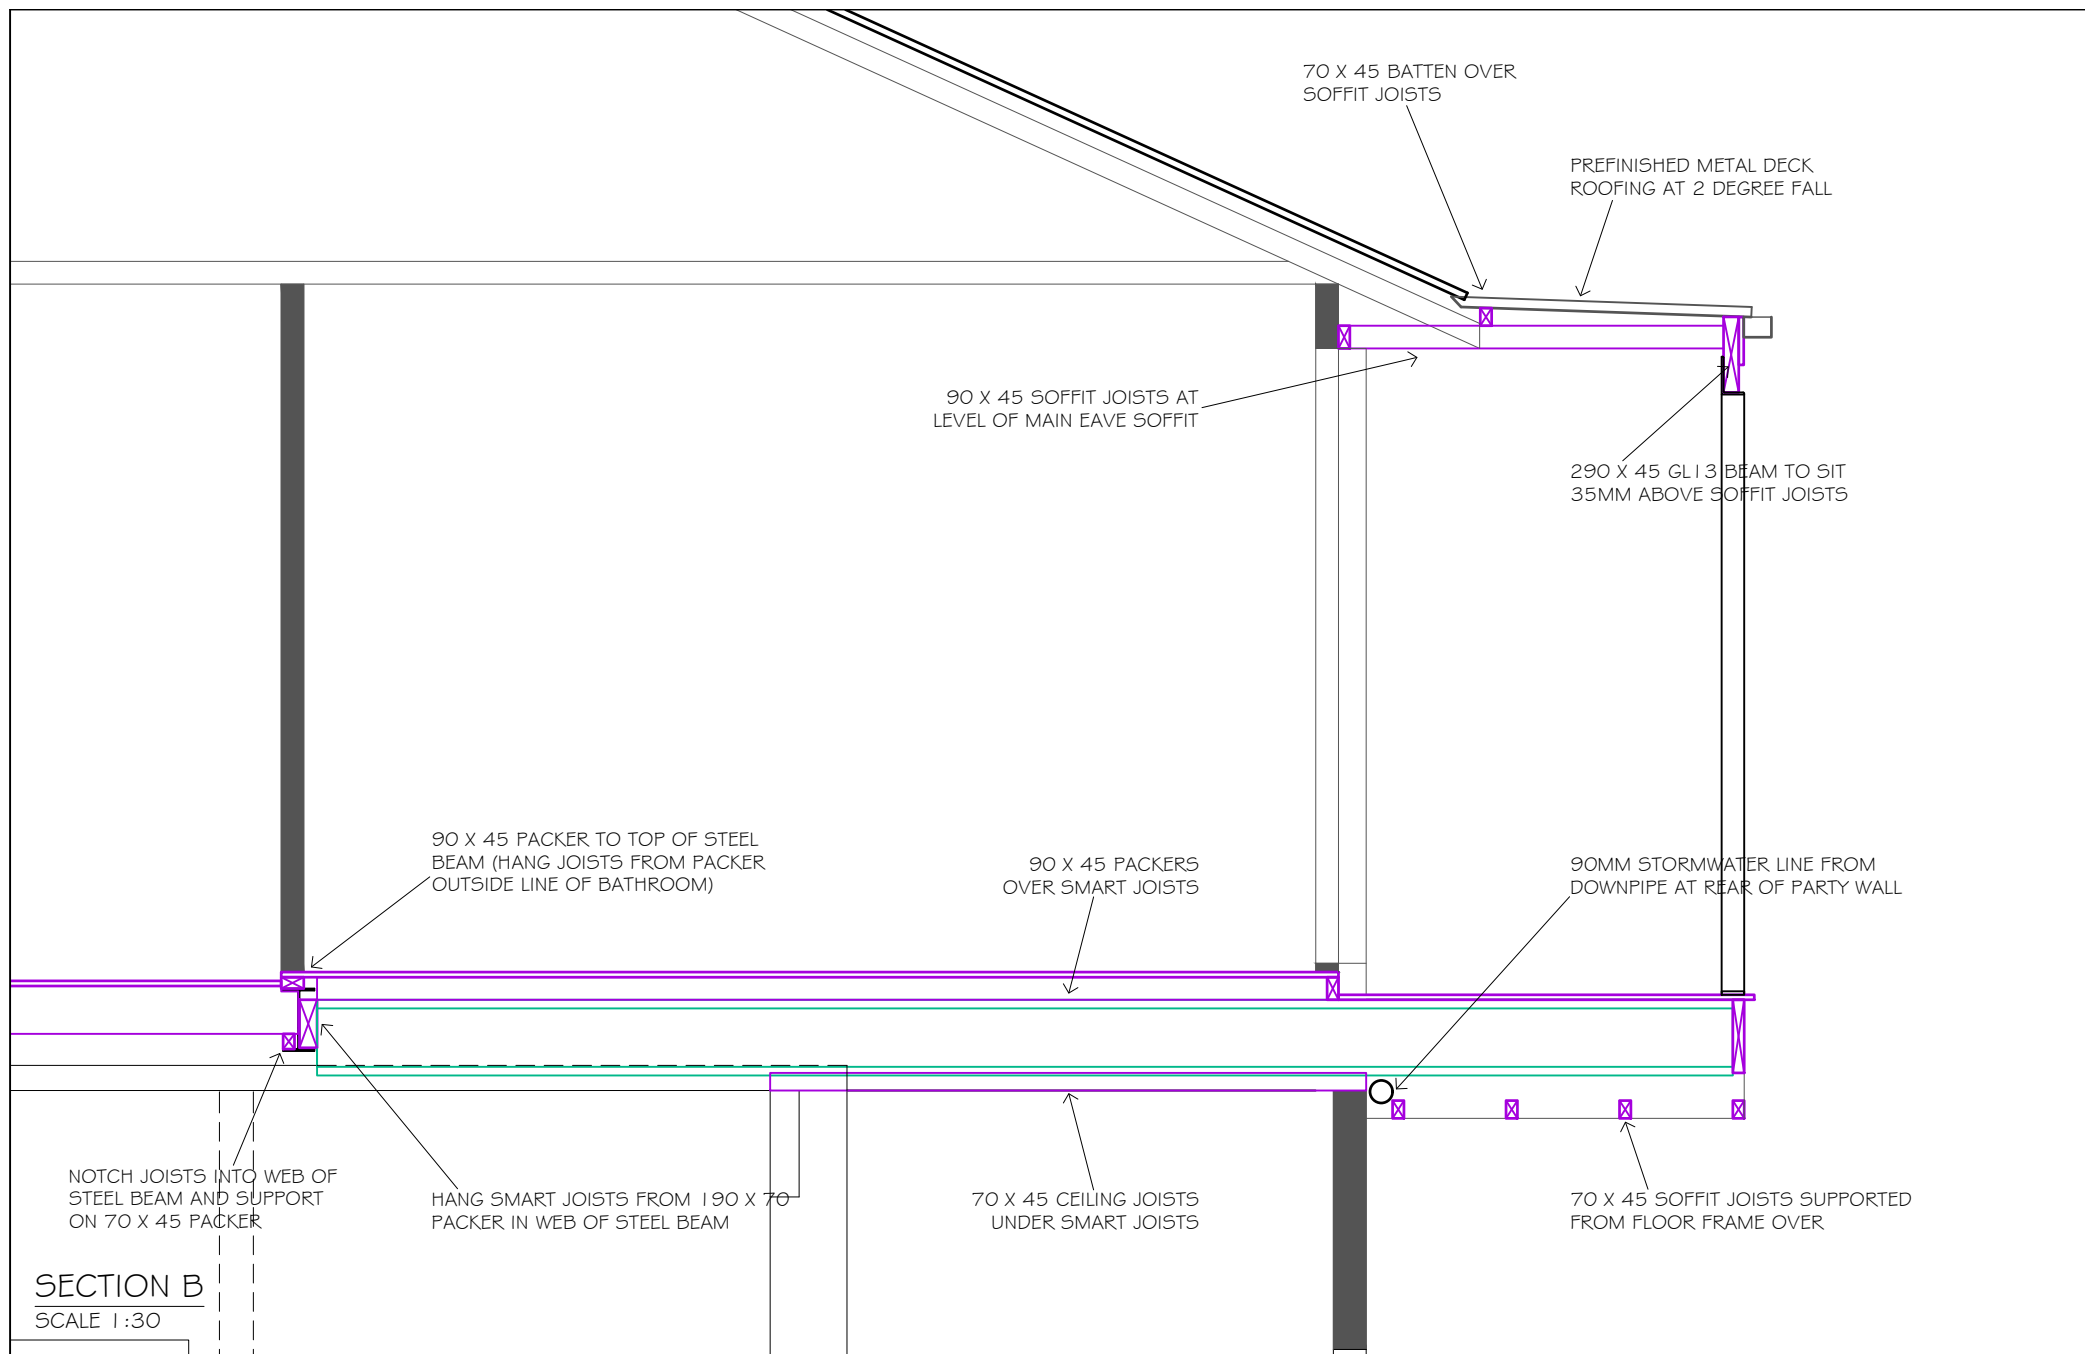 70 X 45 BATTEN OVER
SOFFIT JOISTS
PREFINISHED METAL DECK
ROOFING AT 2 DEGREE FALL
90 X 45 SOFFIT JOISTS AT
LEVEL OF MAIN EAVE SOFFIT
290 X 45 GL13 BEAM TO SIT
35MM ABOVE SOFFIT JOISTS
90 X 45 PACKER TO TOP OF STEEL
BEAM (HANG JOISTS FROM PACKER
OUTSIDE LINE OF BATHROOM)
90 X 45 PACKERS
OVER SMART JOISTS
90MM STORMWATER LINE FROM
DOWNPIPE AT REAR OF PARTY WALL
NOTCH JOISTS INTO WEB OF
STEEL BEAM AND SUPPORT
ON 70 X 45 PACKER
HANG SMART JOISTS FROM 190 X 70
PACKER IN WEB OF STEEL BEAM
70 X 45 CEILING JOISTS
UNDER SMART JOISTS
70 X 45 SOFFIT JOISTS SUPPORTED
FROM FLOOR FRAME OVER
SECTION B
SCALE 1:30